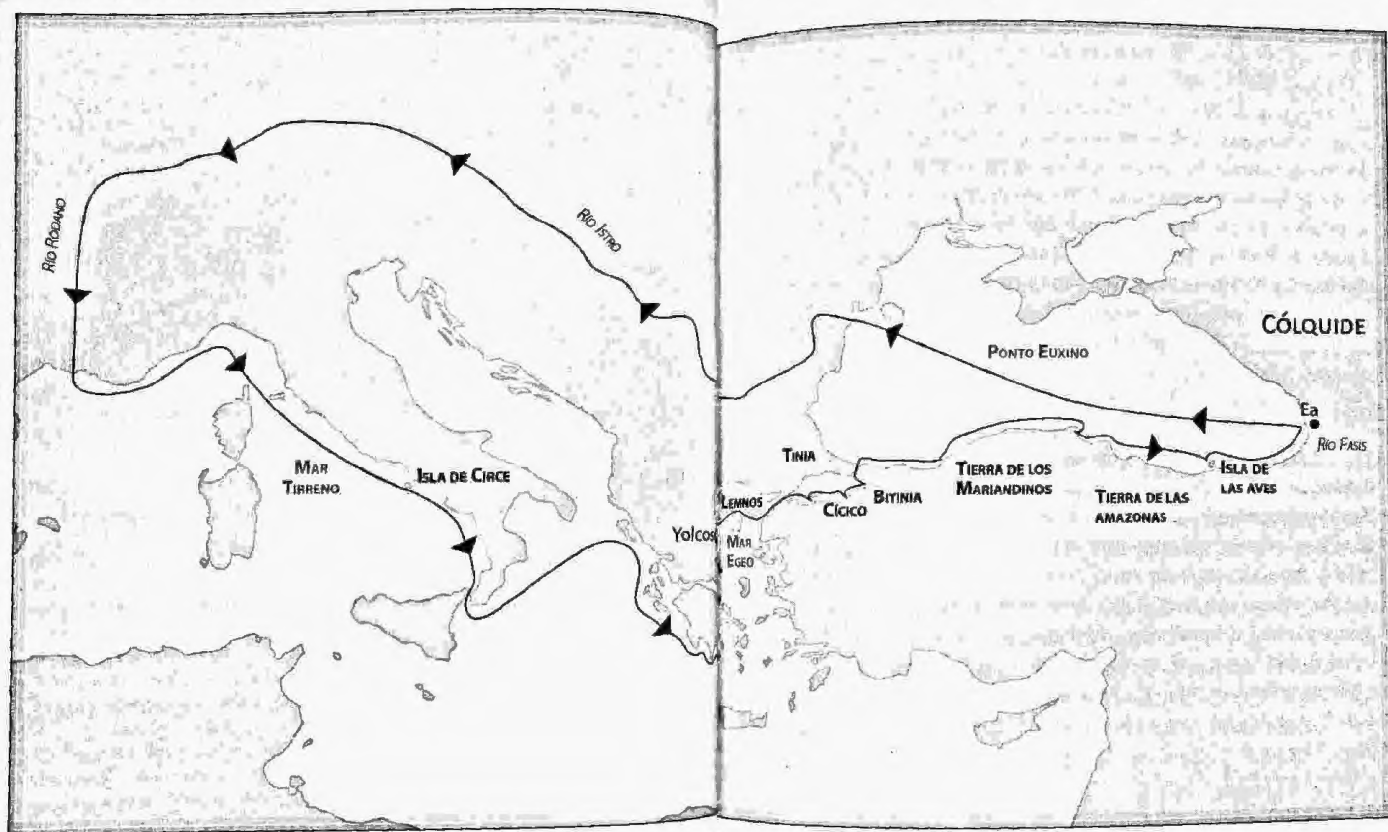 RÍO RÓDANO
RÍO ISTRO
MAR
TIRRENO
ISLA DE CIRCE
Yolcos
CÓLQUIDE
PONTO EUXINO
Ea
RÍO FASIS
TINIA
LEMNOS
CÍCICO
BITINIA
TIERRA DE LOS
MARIANDINOS
TIERRA DE LAS
AMAZONAS
ISLA DE
LAS AVES
MAR
EGEO